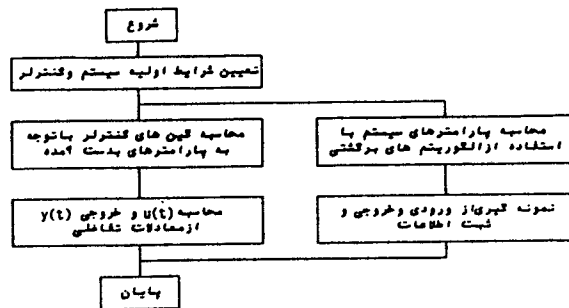 شروع
تعیین شرایط اولیه سیستم وکنترلر
محاسبه گین های کنترلر باتوجه
به پارامترهای بدست آمده
محاسبه پارامترهای سیستم با
استفاده ازالگوریتم های برگشتی
محاسبه u(t) و خروجی y(t)
ازمعادلات تفاضلی
نمونه گیری‌از ورودی وخروجی و
ثبت اطلاعات
پایان